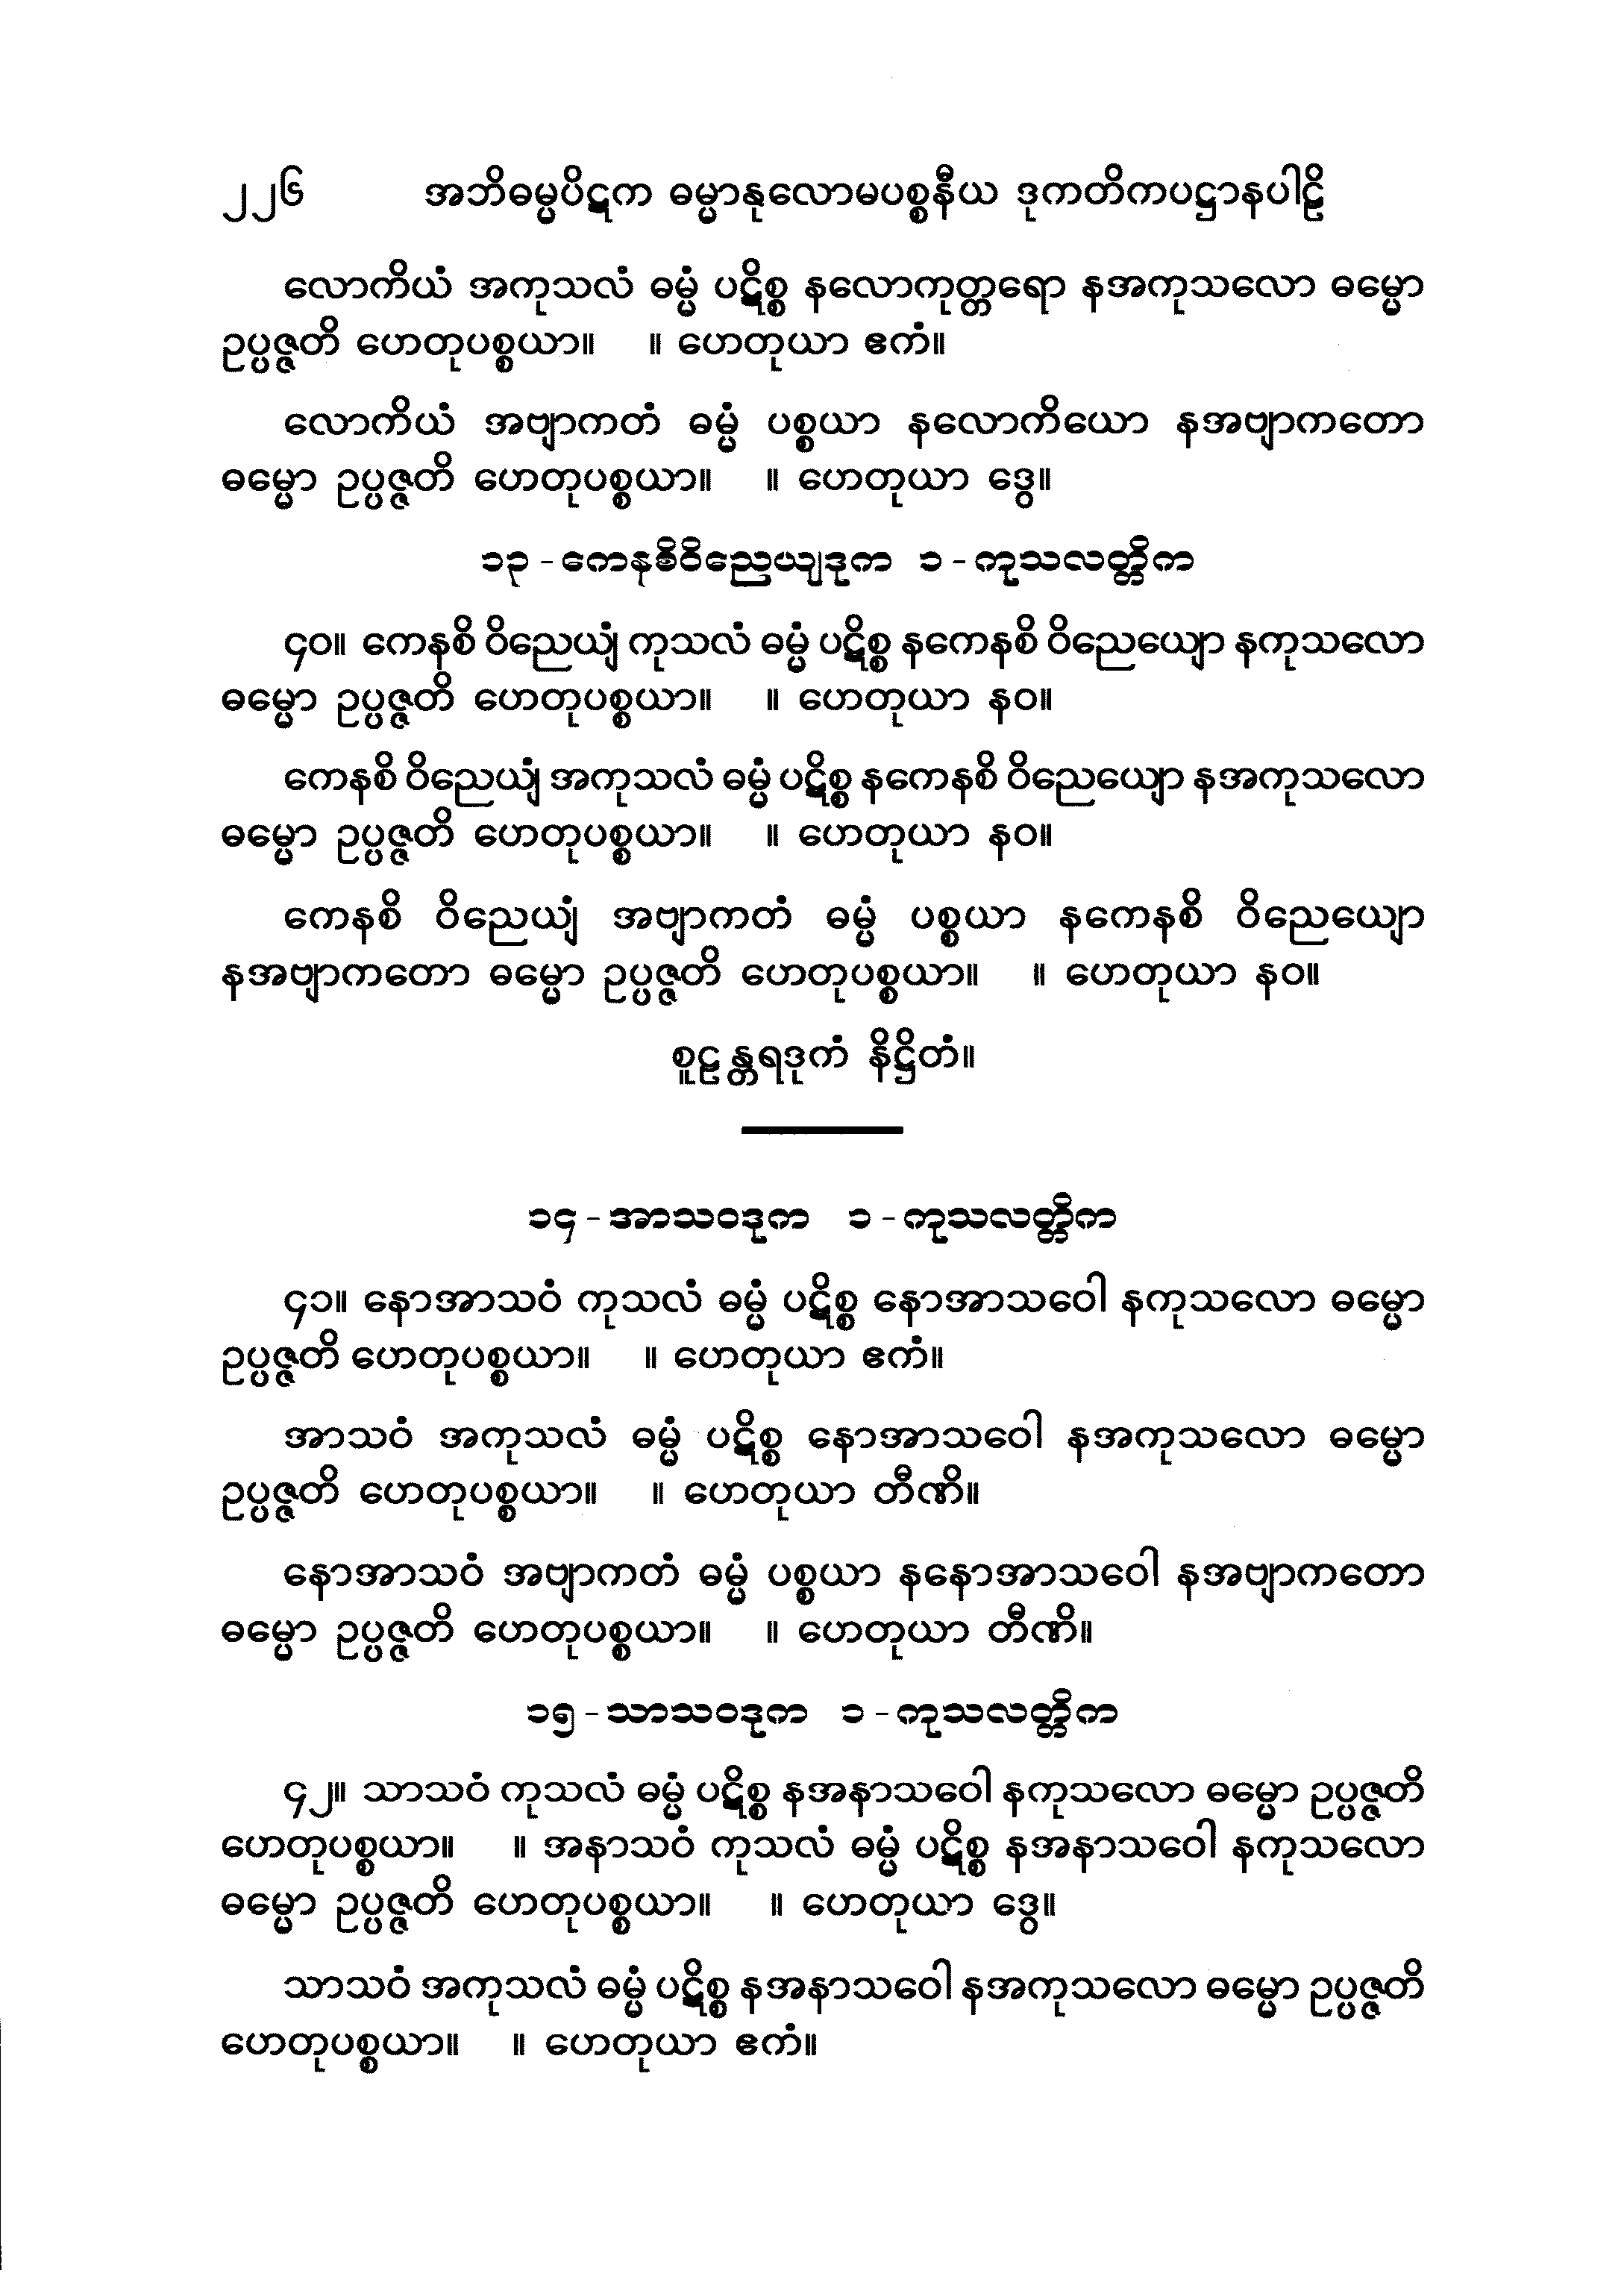 ၂၂၆ အဘိဓမ္မပိဋက ဓမ္မာနုလောမပစ္စနီယ ဒုကတိကပဋ္ဌာနပါဠိ
လောကိယံ အကုသလံ ဓမ္မံ ပဋိစ္စ နလောကုတ္တရော နအကုသလော ဓမ္မော
ဥပ္ပဇ္ဇတိ ဟေတုပစ္စယာ။ ။ ဟေတုယာ ဧကံ။
လောကိယံ အဗျာကတံ ဓမ္မံ ပစ္စယာ နလောကိယော နအဗျာကတော
ဓမ္မော ဥပ္ပဇ္ဇတိ ဟေတုပစ္စယာ။ ။ ဟေတုယာ ဒွေ။
၁၃ - ကေနစိဝိညေယျဒုက ၁ - ကုသလတ္တိက
၄ဝ။ ကေနစိ ဝိညေယျံ ကုသလံ ဓမ္မံ ပဋိစ္စ နကေနစိ ဝိညေယျော နကုသလော
ဓမ္မော ဥပ္ပဇ္ဇတိ ဟေတုပစ္စယာ။ ။ ဟေတုယာ နဝ။
ကေနစိ ဝိညေယျံ အကုသလံ ဓမ္မံ ပဋိစ္စ နကေနစိ ဝိညေယျော နအကုသလော
ဓမ္မော ဥပ္ပဇ္ဇတိ ဟေတုပစ္စယာ။ ။ ဟေတုယာ နဝ။
ကေနစိ ဝိညေယျံ အဗျာကတံ ဓမ္မံ ပစ္စယာ နကေနစိ ဝိညေယျော
နအဗျာကတော ဓမ္မော ဥပ္ပဇ္ဇတိ ဟေတုပစ္စယာ။ ။ ဟေတုယာ နဝ။
စူဠန္တရဒုကံ နိဋ္ဌိတံ။
၁၄ - အာသဝဒုက ၁ - ကုသလတ္တိက
၄၁။ နောအာသဝံ ကုသလံ ဓမ္မံ ပဋိစ္စ နောအာသဝေါ နကုသလော ဓမ္မော
ဥပ္ပဇ္ဇတိ ဟေတုပစ္စယာ။ ။ ဟေတုယာ ဧကံ။
အာသဝံ အကုသလံ ဓမ္မံ ပဋိစ္စ နောအာသဝေါ နအကုသလော ဓမ္မော
ဥပ္ပဇ္ဇတိ ဟေတုပစ္စယာ။ ။ ဟေတုယာ တီဏိ။
နောအာသဝံ အဗျာကတံ ဓမ္မံ ပစ္စယာ နနောအာသဝေါ နအဗျာကတော
ဓမ္မော ဥပ္ပဇ္ဇတိ ဟေတုပစ္စယာ။ ။ ဟေတုယာ တီဏိ။
၁၅ - သာသဝဒုက ၁ - ကုသလတ္တိက
၄၂။ သာသဝံ ကုသလံ ဓမ္မံ ပဋိစ္စ နအနာသဝေါ နကုသလော ဓမ္မော ဥပ္ပဇ္ဇတိ
ဟေတုပစ္စယာ။ ။ အနာသဝံ ကုသလံ ဓမ္မံ ပဋိစ္စ နအနာသဝေါ နကုသလော
ဓမ္မော ဥပ္ပဇ္ဇတိ ဟေတုပစ္စယာ။ ။ ဟေတုယာ ဒွေ။
သာသဝံ အကုသလံ ဓမ္မံ ပဋိစ္စ နအနာသဝေါ နအကုသလော ဓမ္မော ဥပ္ပဇ္ဇတိ
ဟေတုပစ္စယာ။ ။ ဟေတုယာ ဧကံ။